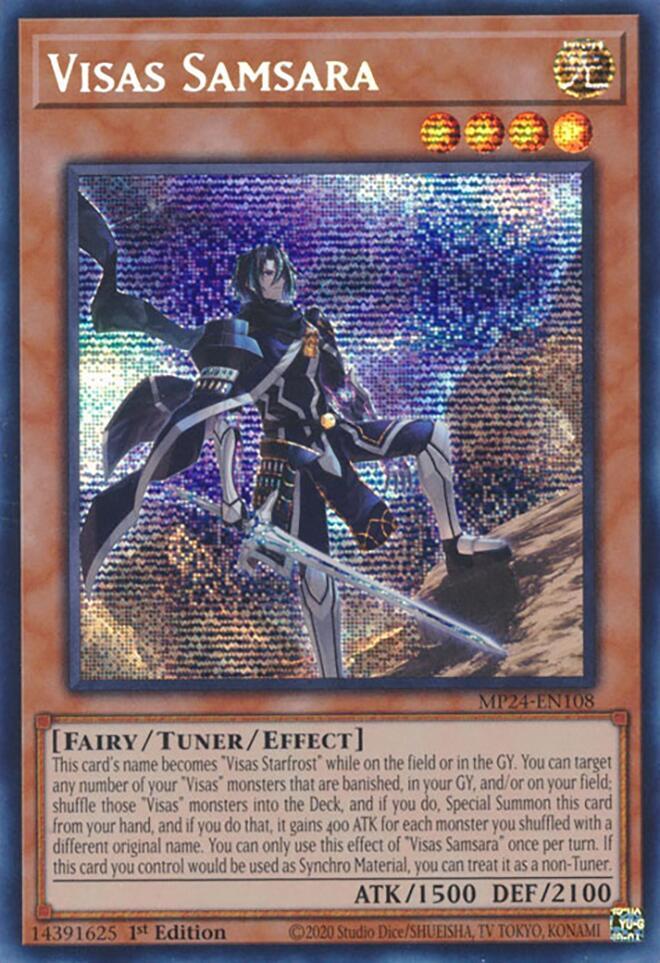 VISAS SAMSARA
光
MP24-EN108
[FAIRY/TUNER/EFFECT]
This card's name becomes "Visas Starfrost" while on the field or in the GY. You can target
any number of your "Visas" monsters that are banished, in your GY, and/or on your field;
shuffle those "Visas" monsters into the Deck, and if you do, Special Summon this card
from your hand, and if you do that, it gains 400 ATK for each monster you shuffled with a
different original name. You can only use this effect of "Visas Samsara" once per turn. If
this card you control would be used as Synchro Material, you can treat it as a non-Tuner.
ATK/1500 DEF/2100
14391625 1st Edition ©2020 Studio Dice/SHUEISHA, TV TOKYO, KONAMI